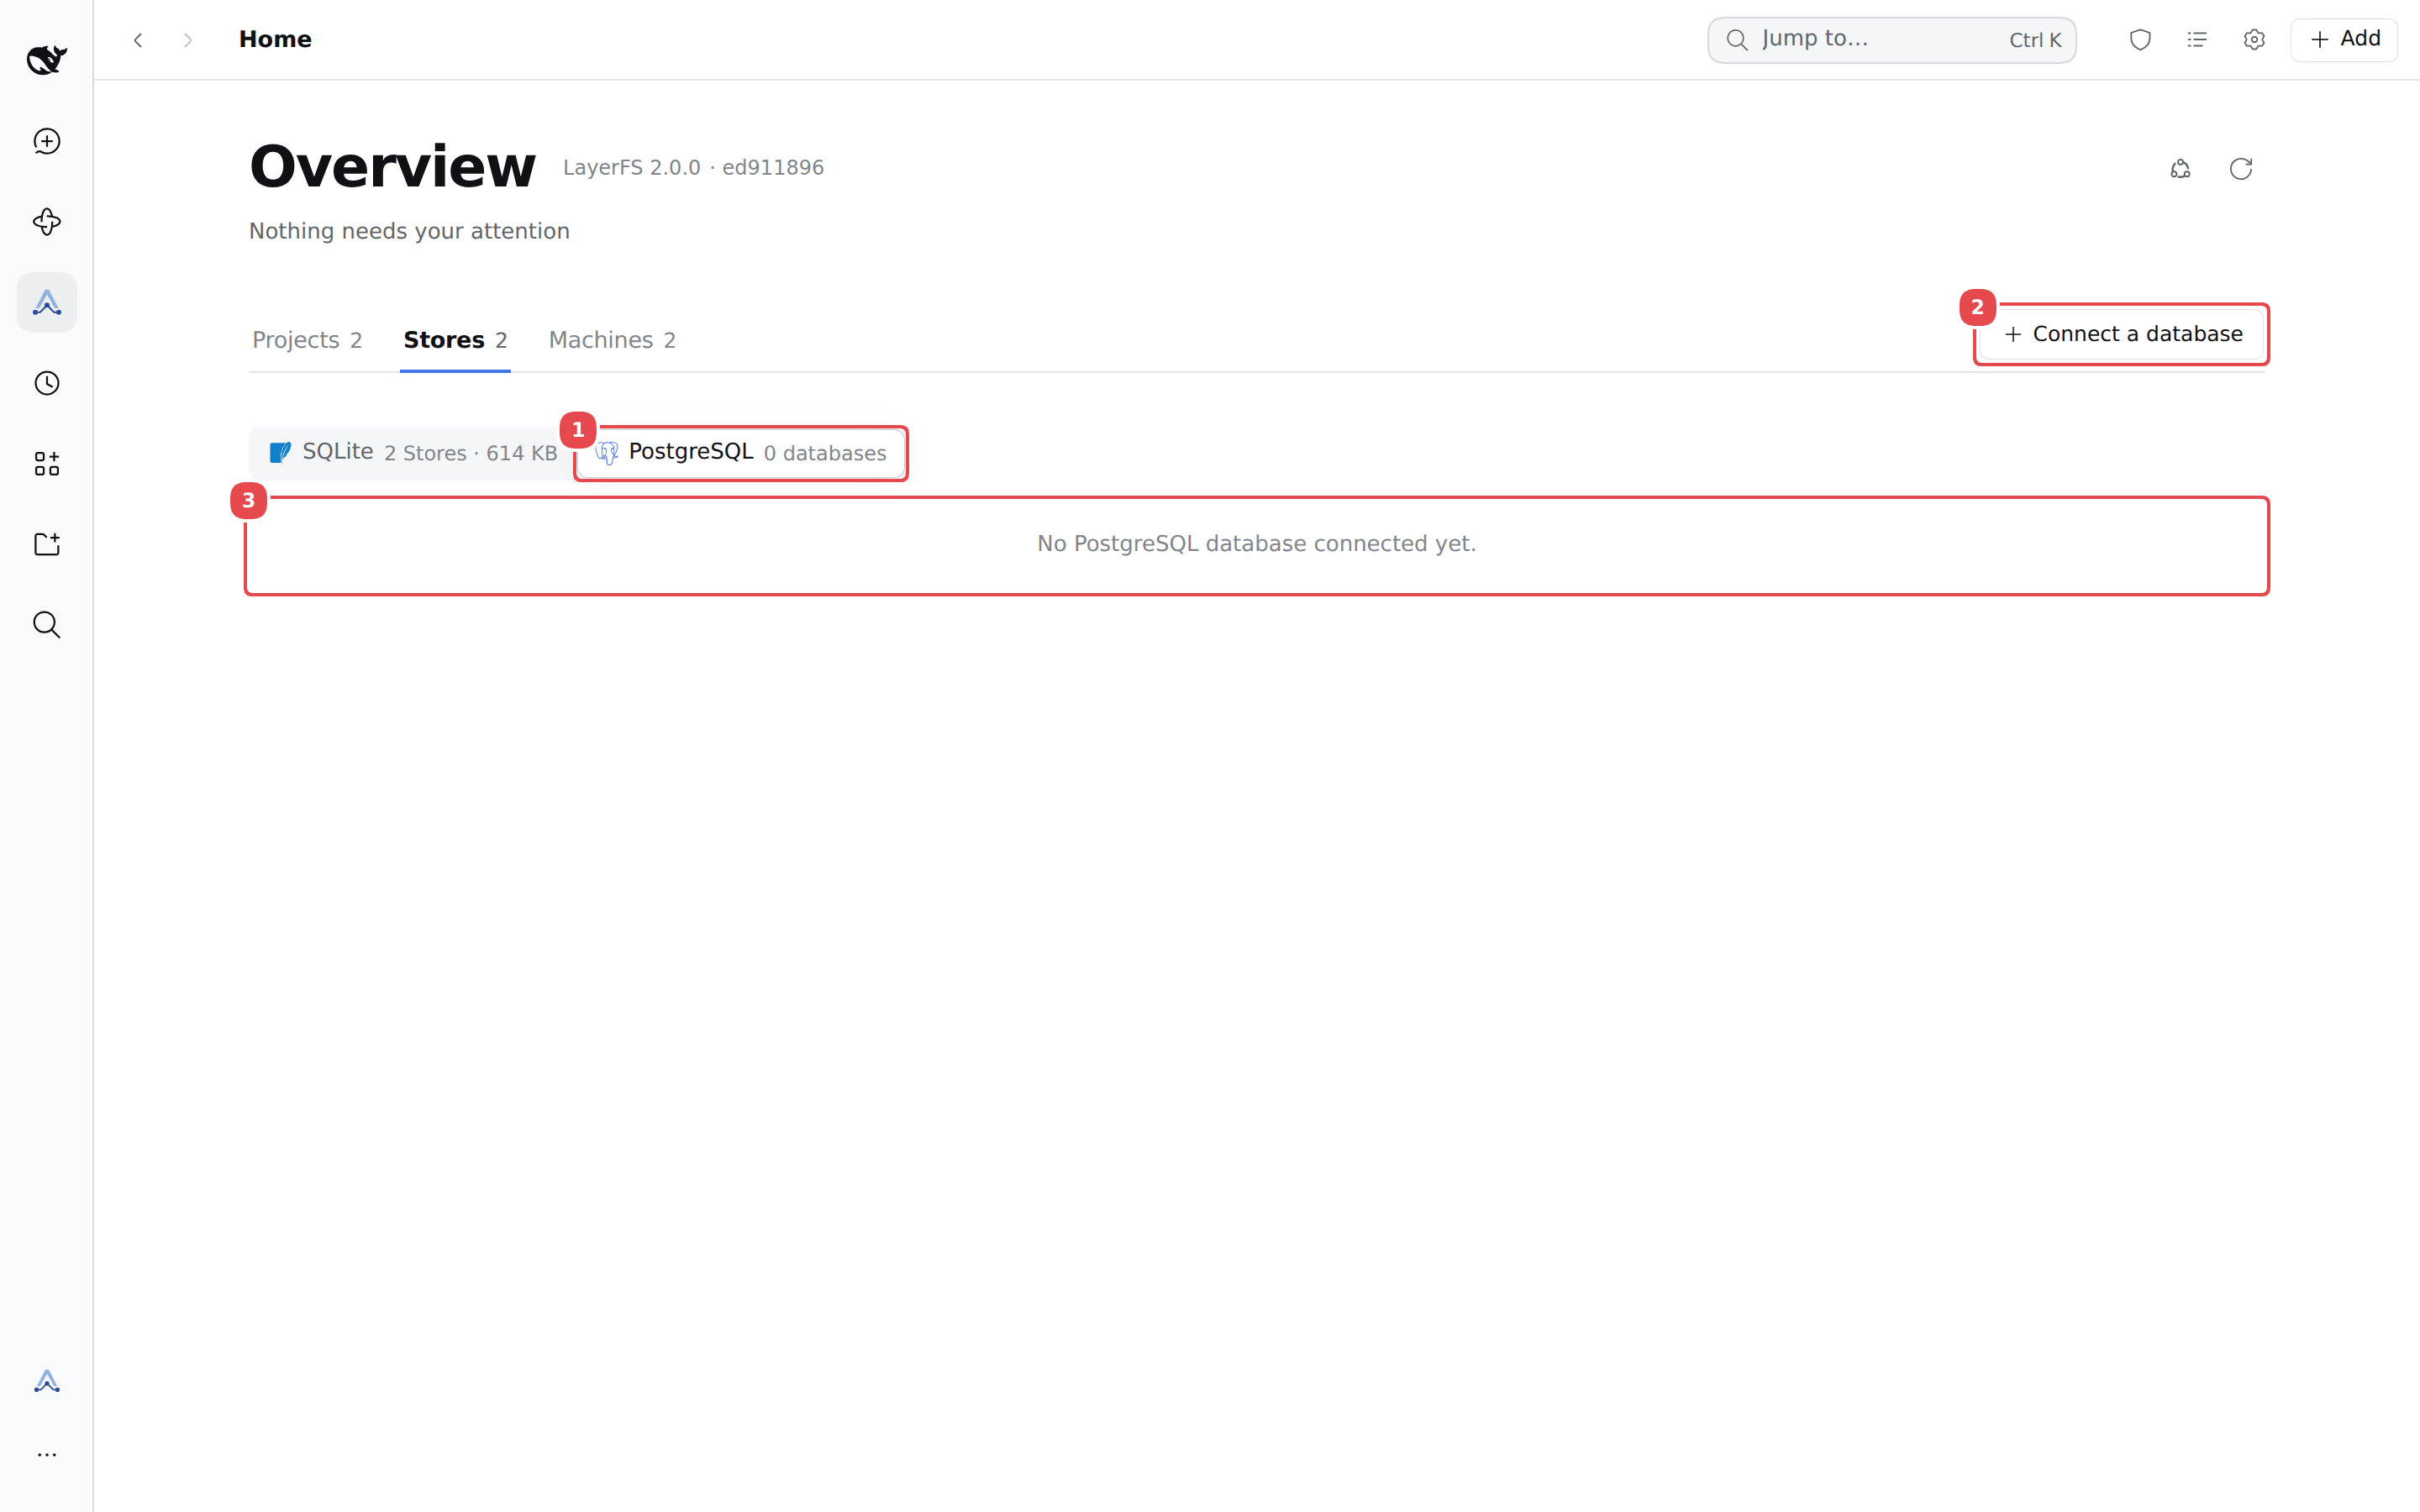 Home
Jump to...
Ctrl K
Add
Overview
LayerFS 2.0.0 · ed911896
Nothing needs your attention
Projects 2
Stores 2
Machines 2
2
Connect a database
SQLite 2 Stores · 614 KB
1
PostgreSQL 0 databases
3
No PostgreSQL database connected yet.